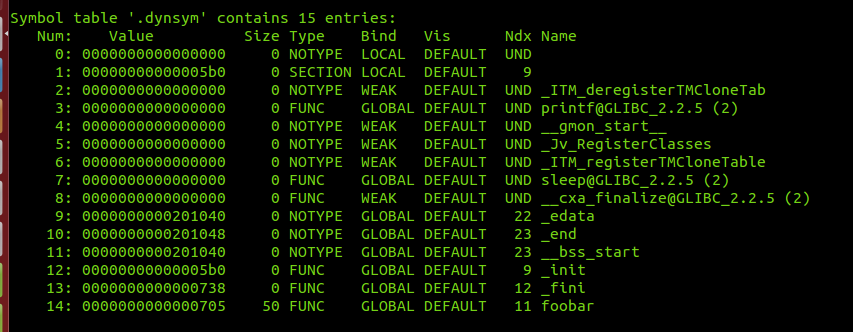 Symbol table '.dynsym' contains 15 entries:
   Num:    Value          Size Type    Bind   Vis      Ndx Name
     0: 0000000000000000     0 NOTYPE  LOCAL  DEFAULT  UND
     1: 00000000000005b0     0 SECTION LOCAL  DEFAULT    9
     2: 0000000000000000     0 NOTYPE  WEAK   DEFAULT  UND _ITM_deregisterTMCloneTab
     3: 0000000000000000     0 FUNC    GLOBAL DEFAULT  UND printf@GLIBC_2.2.5 (2)
     4: 0000000000000000     0 NOTYPE  WEAK   DEFAULT  UND __gmon_start__
     5: 0000000000000000     0 NOTYPE  WEAK   DEFAULT  UND _Jv_RegisterClasses
     6: 0000000000000000     0 NOTYPE  WEAK   DEFAULT  UND _ITM_registerTMCloneTable
     7: 0000000000000000     0 FUNC    GLOBAL DEFAULT  UND sleep@GLIBC_2.2.5 (2)
     8: 0000000000000000     0 FUNC    WEAK   DEFAULT  UND __cxa_finalize@GLIBC_2.2.5 (2)
     9: 0000000000201040     0 NOTYPE  GLOBAL DEFAULT   22 _edata
    10: 0000000000201048     0 NOTYPE  GLOBAL DEFAULT   23 _end
    11: 0000000000201040     0 NOTYPE  GLOBAL DEFAULT   23 __bss_start
    12: 00000000000005b0     0 FUNC    GLOBAL DEFAULT    9 _init
    13: 0000000000000738     0 FUNC    GLOBAL DEFAULT   12 _fini
    14: 0000000000000705    50 FUNC    GLOBAL DEFAULT   11 foobar